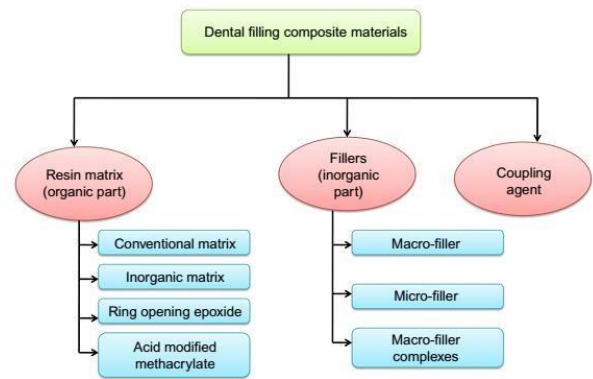 Dental filling composite materials
Resin matrix
(organic part)
Conventional matrix
Inorganic matrix
Ring opening epoxide
Acid modified
methacrylate
Fillers
(inorganic
part)
Macro-filler
Micro-filler
Macro-filler
complexes
Coupling
agent